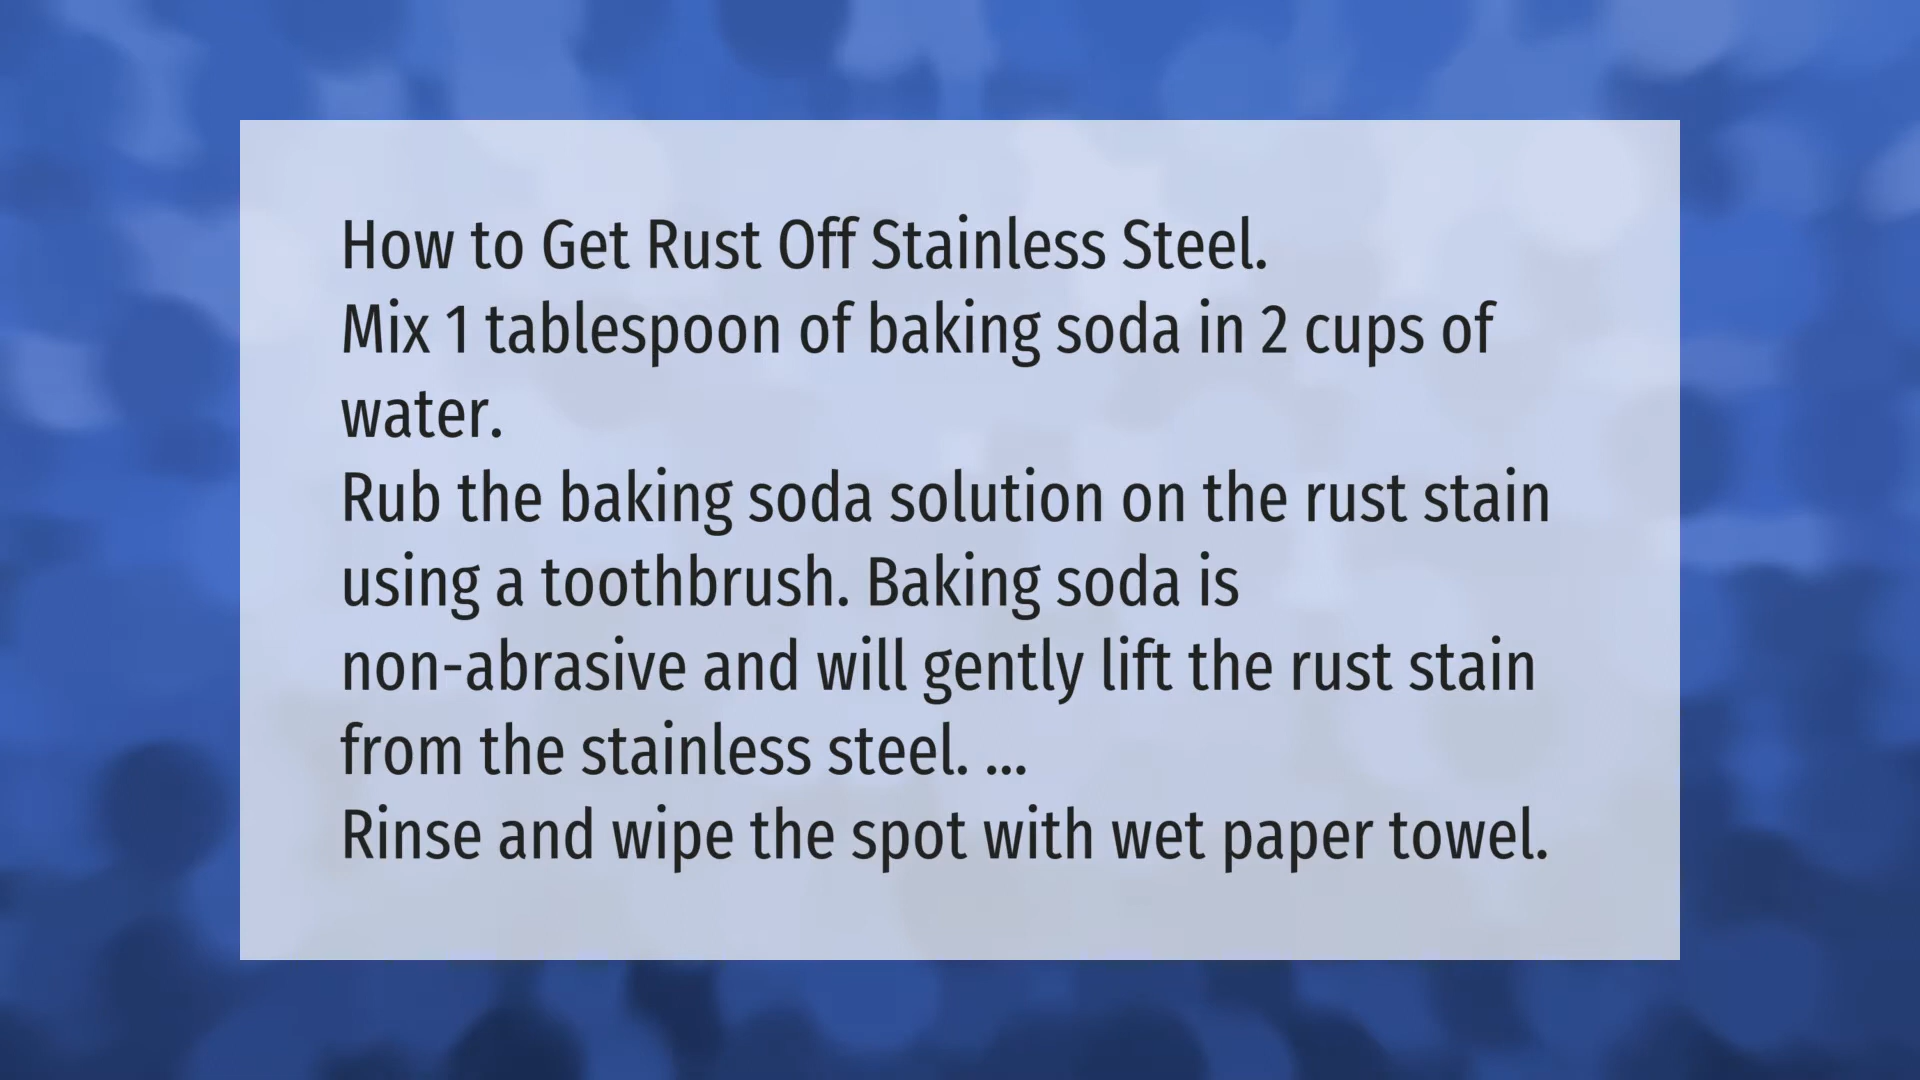 How to Get Rust Off Stainless Steel.
Mix 1 tablespoon of baking soda in 2 cups of
water.
Rub the baking soda solution on the rust stain
using a toothbrush. Baking soda is
non-abrasive and will gently lift the rust stain
from the stainless steel. ...
Rinse and wipe the spot with wet paper towel.